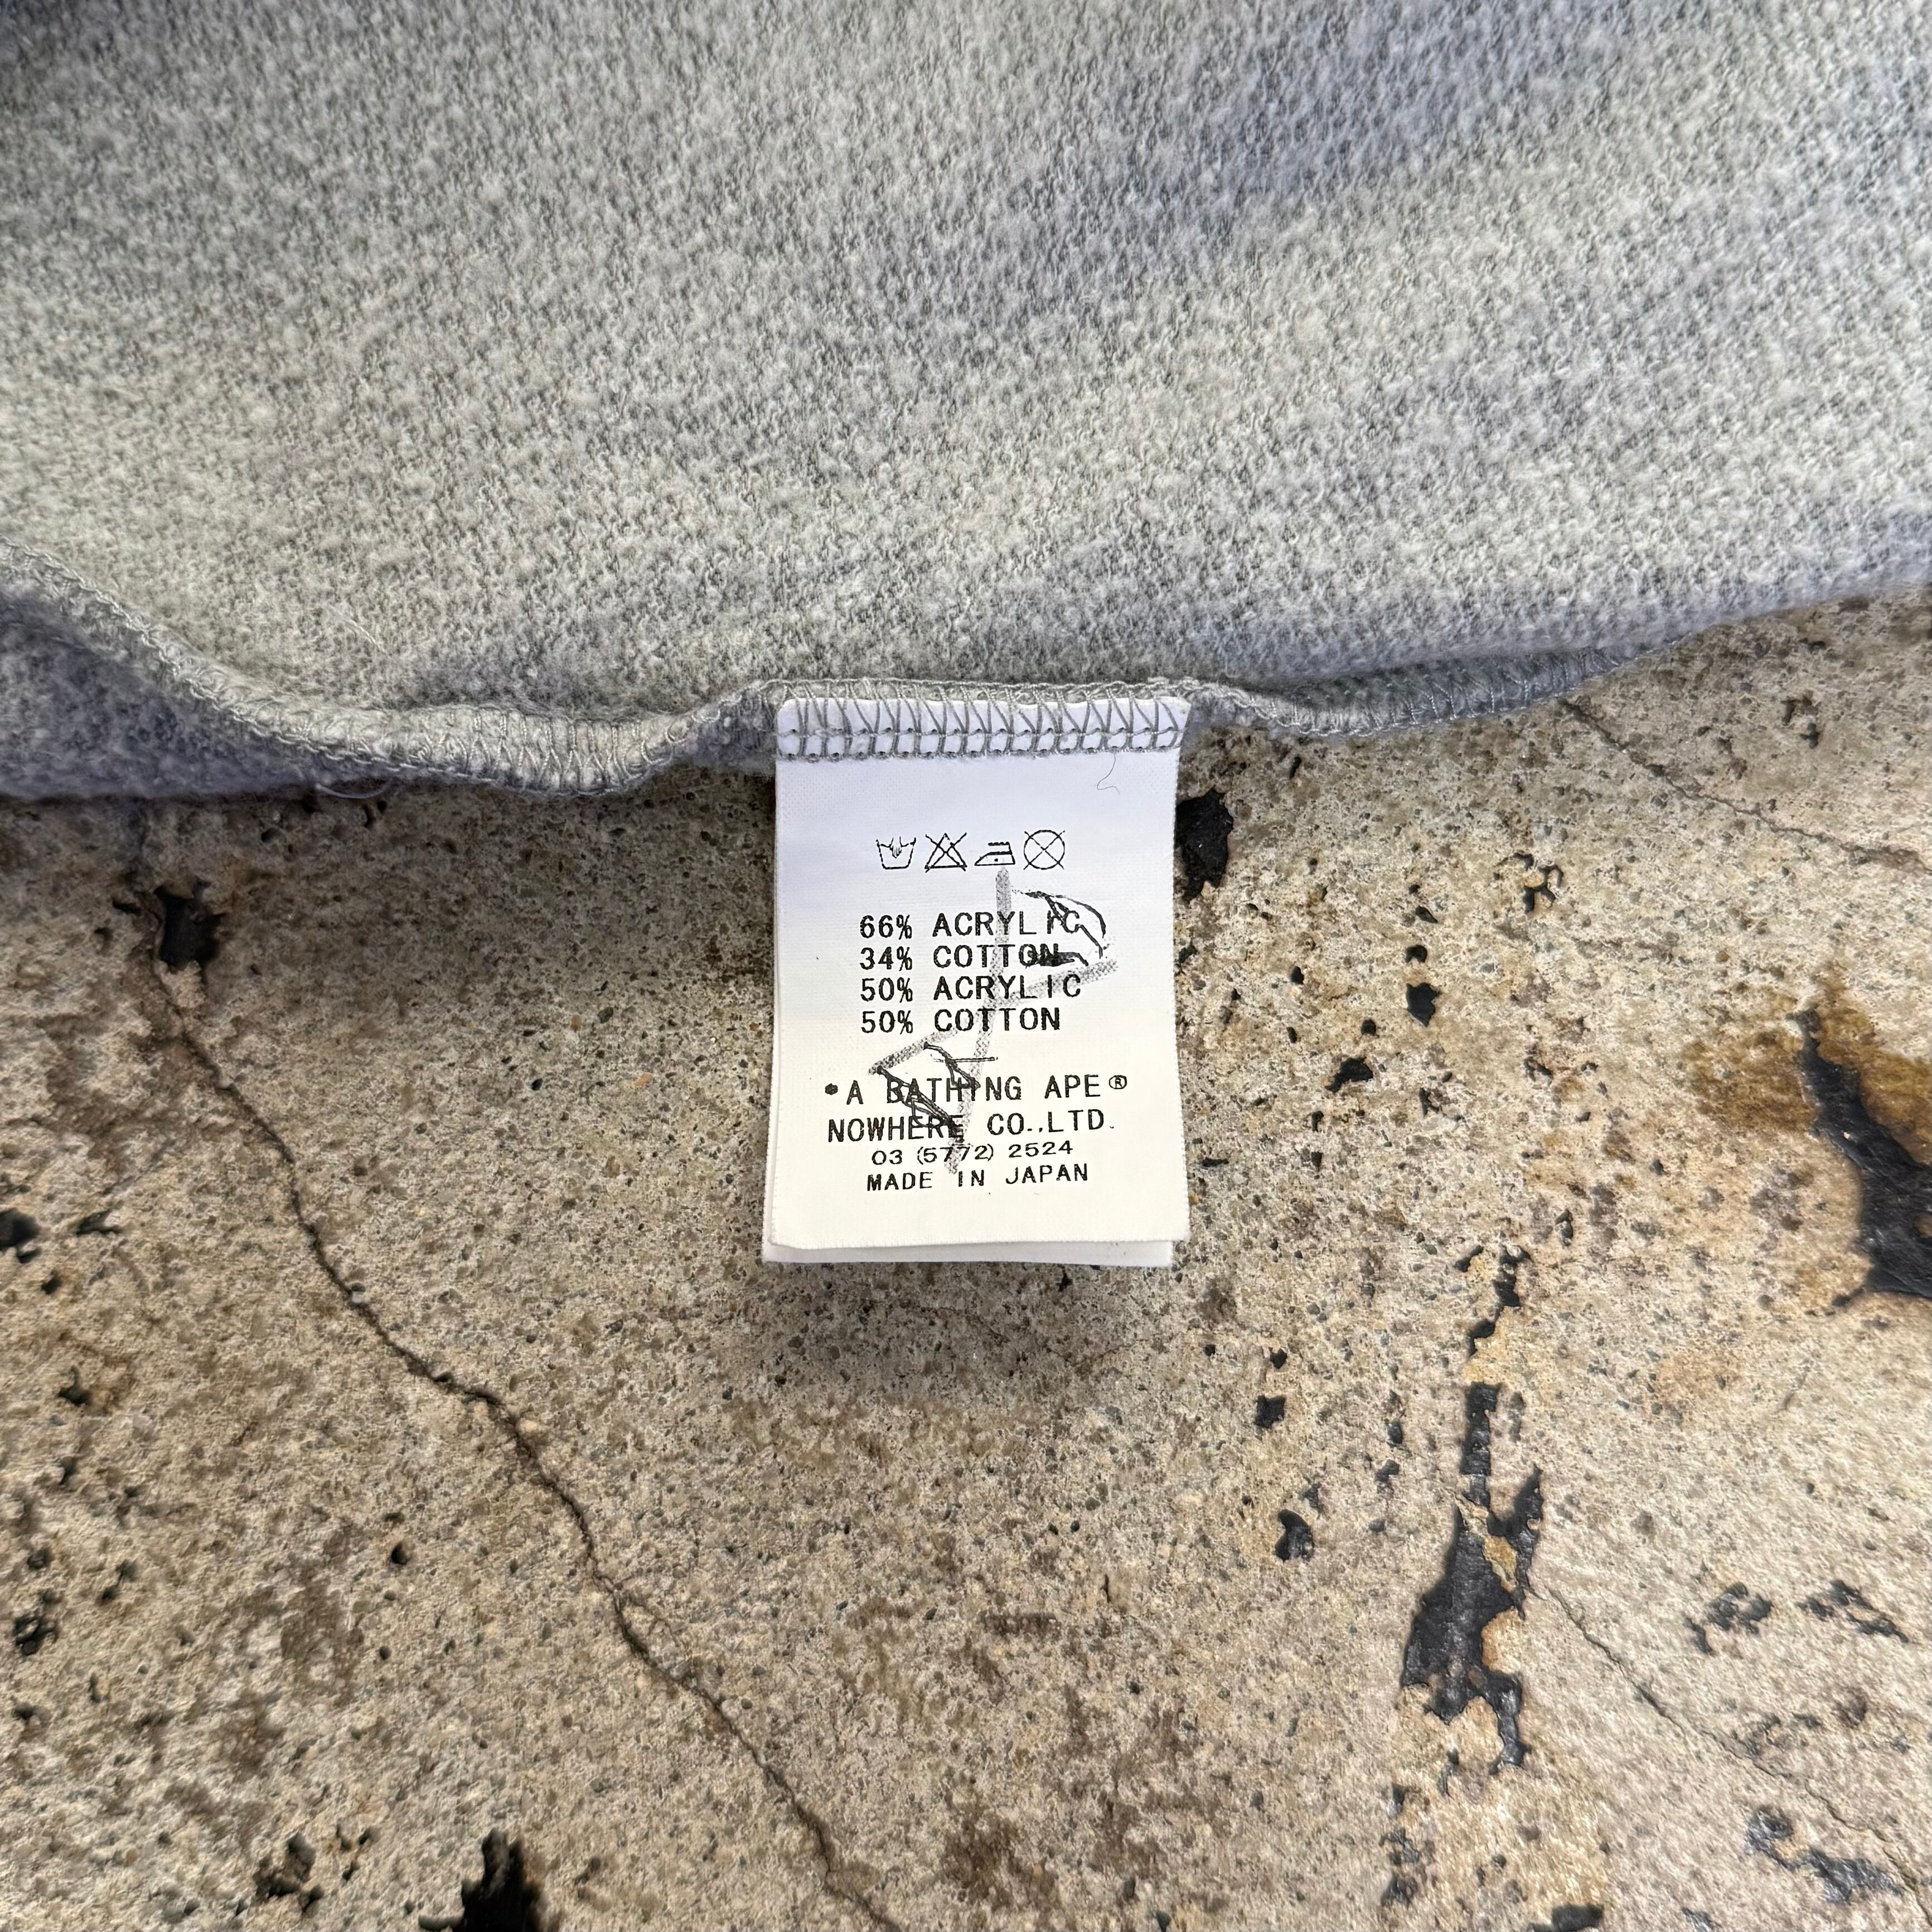 66% ACRYLIC
34% COTTON
50% ACRYLIC
50% COTTON
•A BATHING APE®
NOWHERE CO.,LTD.
03 (5772) 2524
MADE IN JAPAN